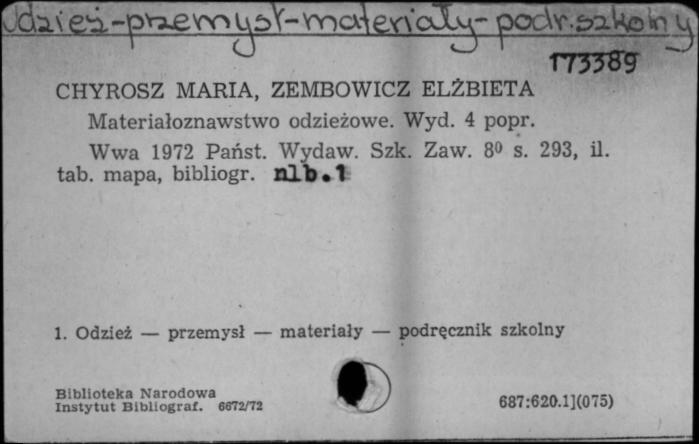 Odzież-przemysł-materiały-podr.szkolny
173389
CHYROSZ MARIA, ZEMBOWICZ ELŻBIETA
Materiałoznawstwo odzieżowe. Wyd. 4 popr.
Wwa 1972 Państ. Wydaw. Szk. Zaw. 8⁰ s. 293, il.
tab. mapa, bibliogr. nlb.1
1. Odzież — przemysł — materiały — podręcznik szkolny
Biblioteka Narodowa
Instytut Bibliograf. 6672/72
687:620.1](075)